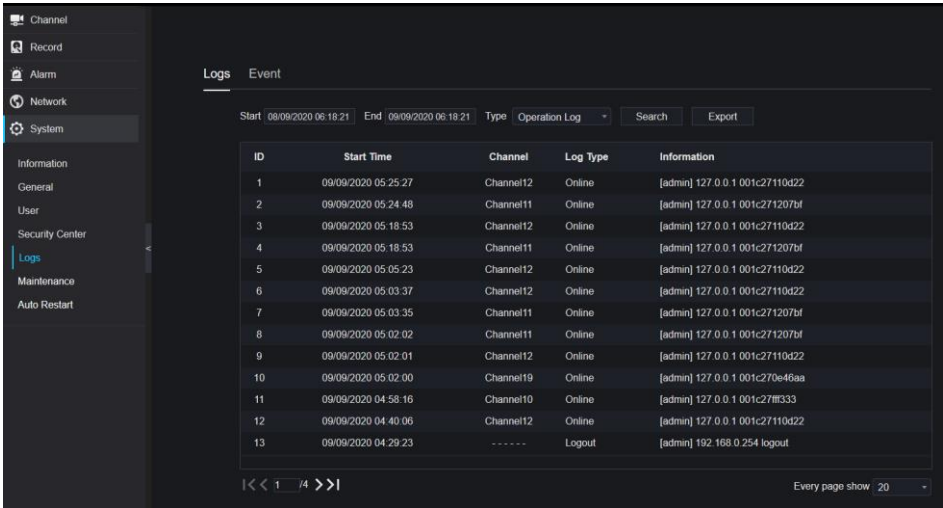 Channel
Record
Alarm
Network
System
Information
General
User
Security Center
Logs
Maintenance
Auto Restart
<
Logs Event
Start 08/09/2020 06:18:21 End 09/09/2020 06:18:21 Type Operation Log Search Export
ID Start Time Channel Log Type Information
1 09/09/2020 05:25:27 Channel12 Online [admin] 127.0.0.1 001c27110d22
2 09/09/2020 05:24:48 Channel11 Online [admin] 127.0.0.1 001c271207bf
3 09/09/2020 05:18:53 Channel12 Online [admin] 127.0.0.1 001c27110d22
4 09/09/2020 05:18:53 Channel11 Online [admin] 127.0.0.1 001c271207bf
5 09/09/2020 05:05:23 Channel12 Online [admin] 127.0.0.1 001c27110d22
6 09/09/2020 05:03:37 Channel12 Online [admin] 127.0.0.1 001c27110d22
7 09/09/2020 05:03:35 Channel11 Online [admin] 127.0.0.1 001c271207bf
8 09/09/2020 05:02:02 Channel11 Online [admin] 127.0.0.1 001c271207bf
9 09/09/2020 05:02:01 Channel12 Online [admin] 127.0.0.1 001c27110d22
10 09/09/2020 05:02:00 Channel19 Online [admin] 127.0.0.1 001c270e46aa
11 09/09/2020 04:58:16 Channel10 Online [admin] 127.0.0.1 001c27fff333
12 09/09/2020 04:40:06 Channel12 Online [admin] 127.0.0.1 001c27110d22
13 09/09/2020 04:29:23 - - - - - - Logout [admin] 192.168.0.254 logout
1 /4 Every page show 20